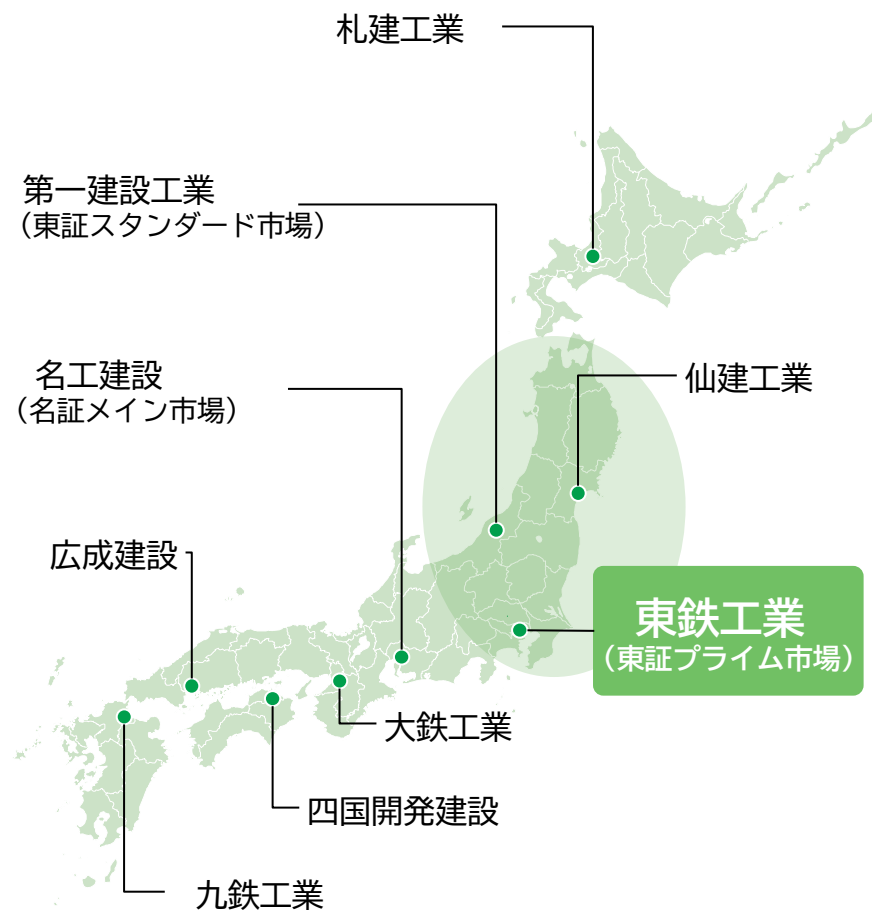 札建工業
第一建設工業
（東証スタンダード市場）
名工建設
（名証メイン市場）
仙建工業
広成建設
東鉄工業
（東証プライム市場）
大鉄工業
四国開発建設
九鉄工業